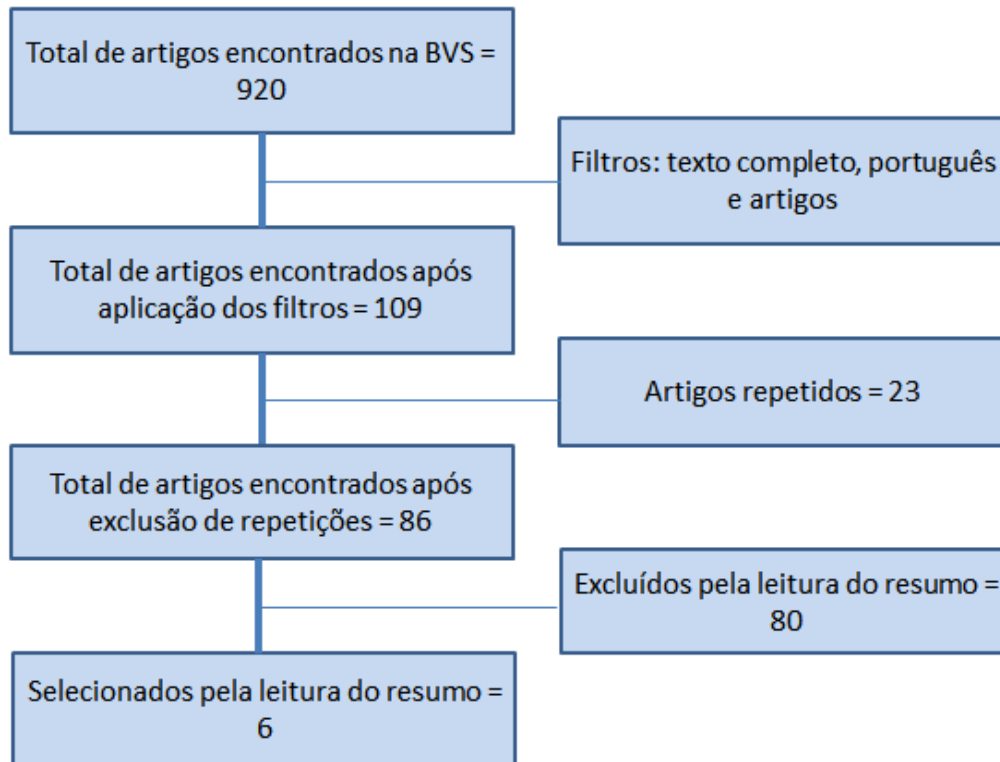 Total de artigos encontrados na BVS =
920
Filtros: texto completo, português
e artigos
Total de artigos encontrados após
aplicação dos filtros = 109
Artigos repetidos = 23
Total de artigos encontrados após
exclusão de repetições = 86
Excluídos pela leitura do resumo =
80
Selecionados pela leitura do resumo =
6